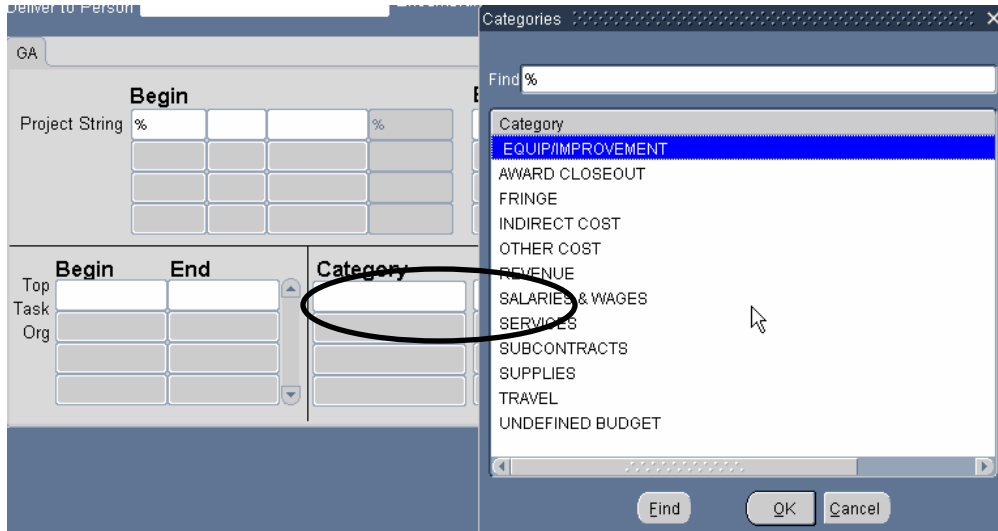 Deliver to Person
GA
Begin
Project String % %
Begin End
Top
Task
Org
Category
Categories
Find %
Category
EQUIP/IMPROVEMENT
AWARD CLOSEOUT
FRINGE
INDIRECT COST
OTHER COST
REVENUE
SALARIES & WAGES
SERVICES
SUBCONTRACTS
SUPPLIES
TRAVEL
UNDEFINED BUDGET
Find OK Cancel